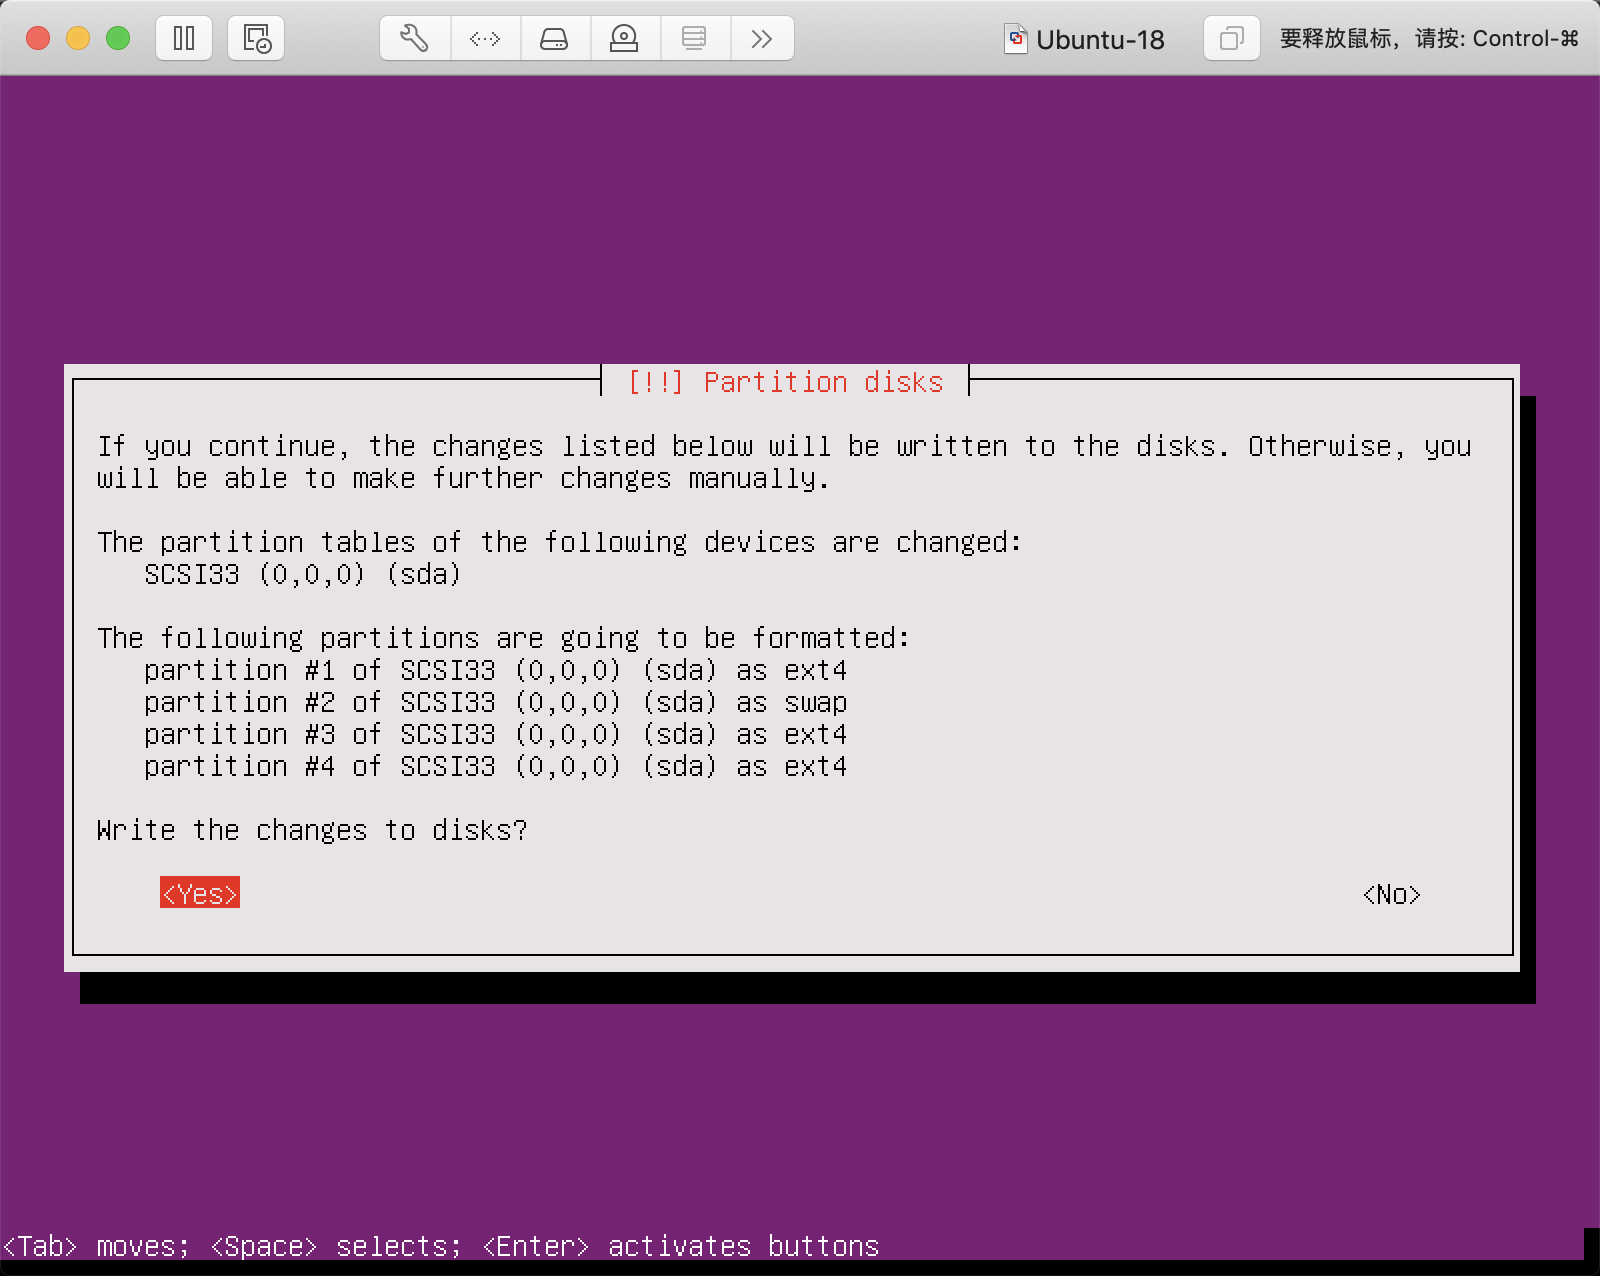 Ubuntu-18
要释放鼠标，请按: Control-⌘
[!!] Partition disks
If you continue, the changes listed below will be written to the disks. Otherwise, you
will be able to make further changes manually.
The partition tables of the following devices are changed:
SCSI33 (0,0,0) (sda)
The following partitions are going to be formatted:
partition #1 of SCSI33 (0,0,0) (sda) as ext4
partition #2 of SCSI33 (0,0,0) (sda) as swap
partition #3 of SCSI33 (0,0,0) (sda) as ext4
partition #4 of SCSI33 (0,0,0) (sda) as ext4
Write the changes to disks?
<Yes> <No>
<Tab> moves; <Space> selects; <Enter> activates buttons